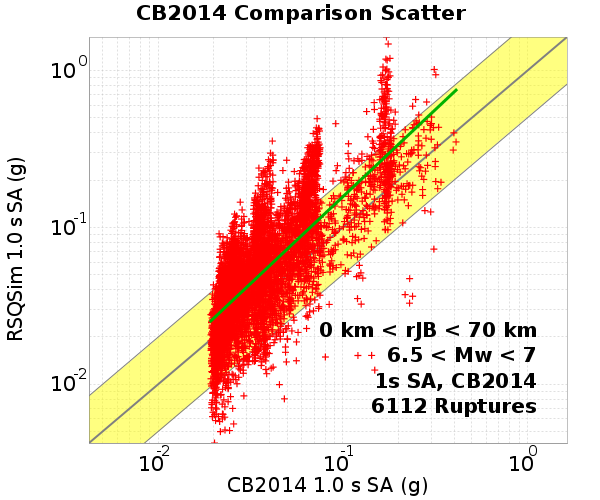 CB2014 Comparison Scatter
RSQSim 1.0 s SA (g)
10^0
10^-1
10^-2
0 km < rJB < 70 km
6.5 < Mw < 7
1s SA, CB2014
6112 Ruptures
10^-2 10^-1 10^0
CB2014 1.0 s SA (g)